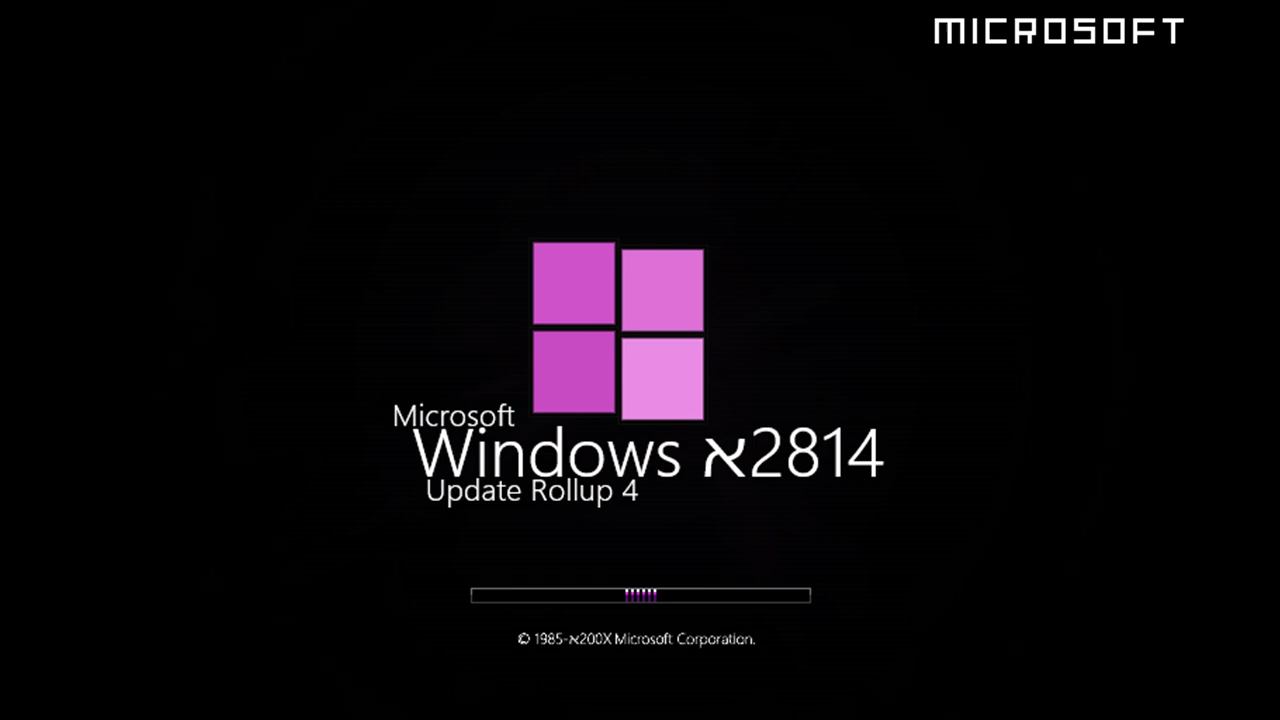 MICROSOFT
Microsoft
Windows א2814
Update Rollup 4
© 1985-א200X Microsoft Corporation.